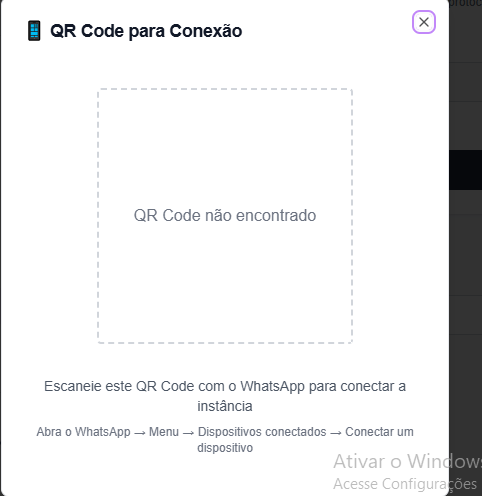 protoc
QR Code para Conexão
QR Code não encontrado
Escaneie este QR Code com o WhatsApp para conectar a
instância
Abra o WhatsApp → Menu → Dispositivos conectados → Conectar um
dispositivo
Ativar o Windows
Acesse Configurações